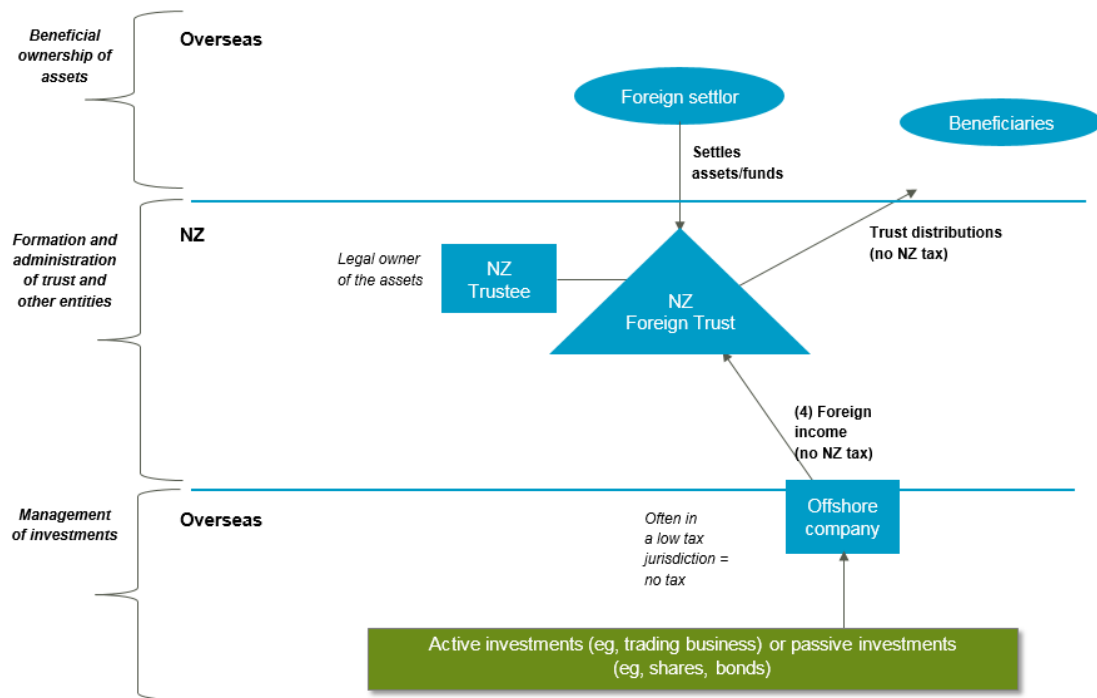 Beneficial
ownership of
assets
Overseas
Foreign settlor
Beneficiaries
Settles
assets/funds
Formation and
administration
of trust and
other entities
NZ
Legal owner
of the assets
NZ
Trustee
NZ
Foreign Trust
Trust distributions
(no NZ tax)
(4) Foreign
income
(no NZ tax)
Management
of investments
Overseas
Often in
a low tax
jurisdiction =
no tax
Offshore
company
Active investments (eg, trading business) or passive investments
(eg, shares, bonds)